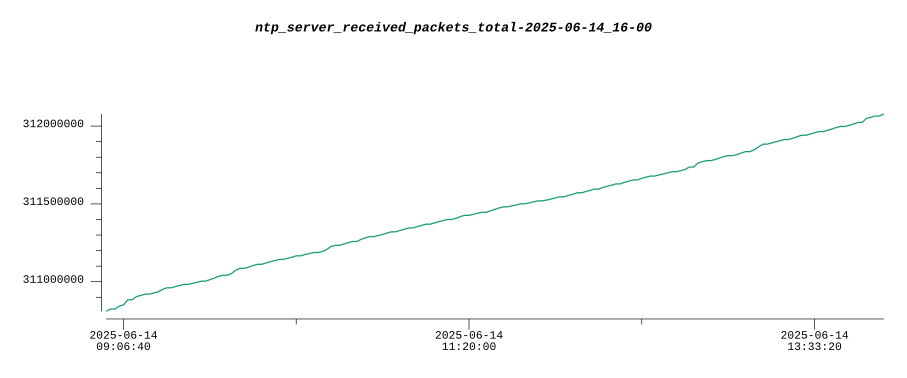 ntp_server_received_packets_total-2025-06-14_16-00
312000000
311500000
311000000
2025-06-14 2025-06-14 2025-06-14
09:06:40 11:20:00 13:33:20